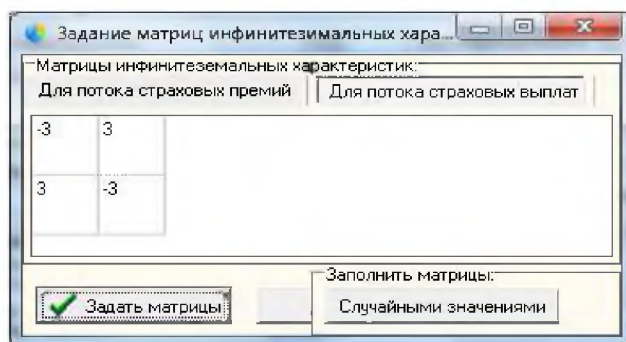 Задание матриц инфинитезимальных хара...
Матрицы инфинитеземальных характеристик:
Для потока страховых премий Для потока страховых выплат
-3 3
3 -3
Заполнить матрицы:
Задать матрицы Случайными значениями